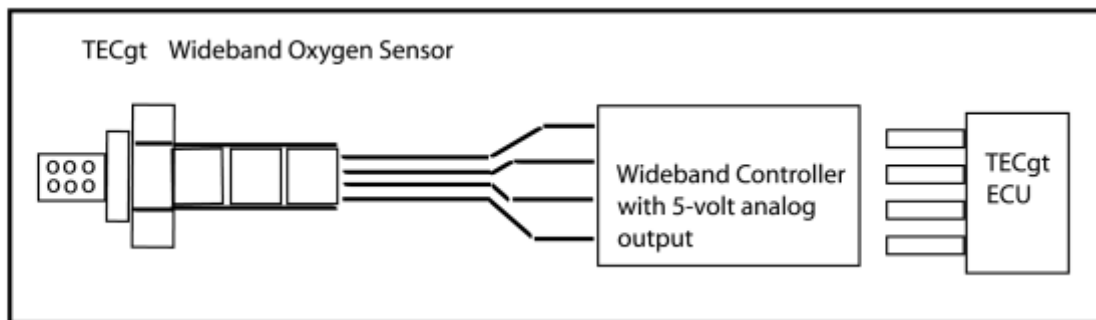 TECgt Wideband Oxygen Sensor
Wideband Controller
with 5-volt analog
output
TECgt
ECU